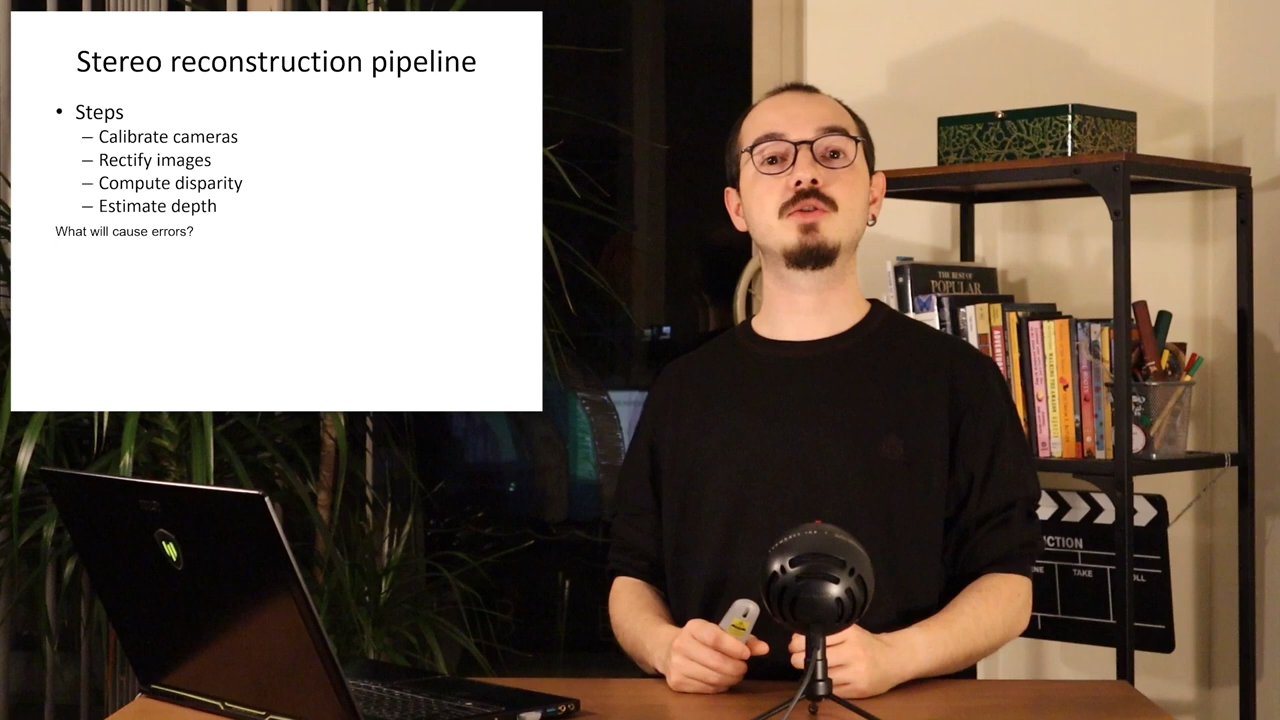 Stereo reconstruction pipeline
• Steps
– Calibrate cameras
– Rectify images
– Compute disparity
– Estimate depth
What will cause errors?
THE BEST OF
POPULAR
TAKE